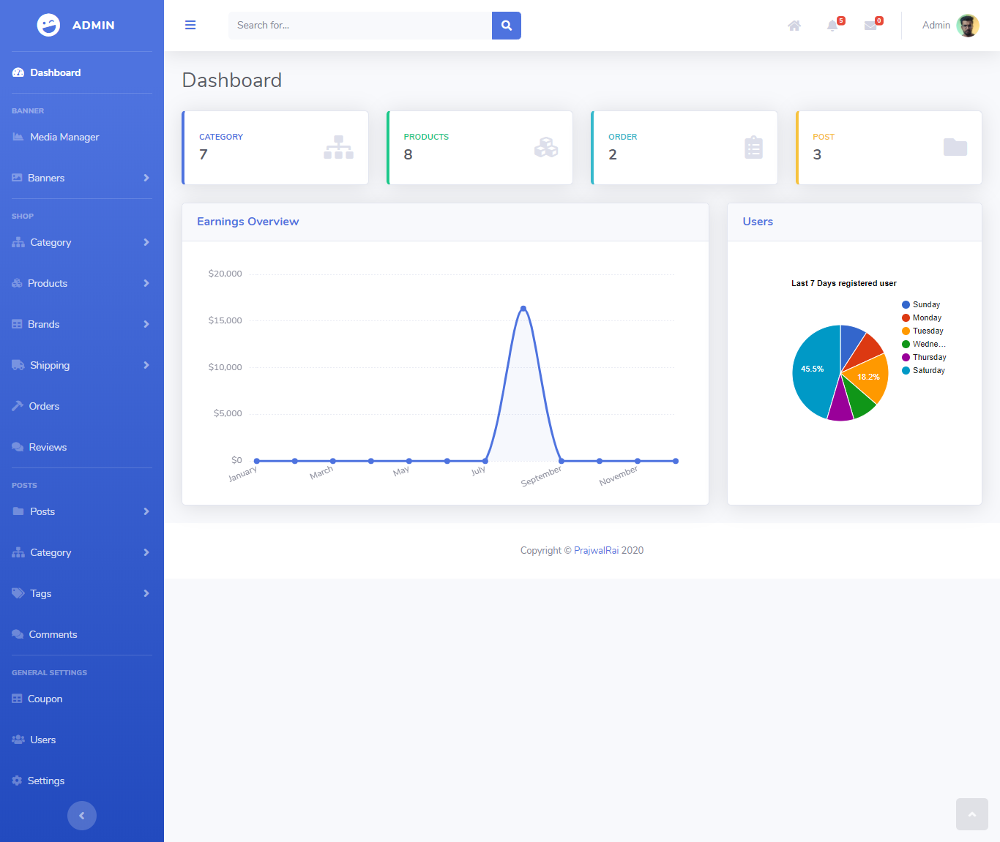 ADMIN
Dashboard
BANNER
Media Manager
Banners
SHOP
Category
Products
Brands
Shipping
Orders
Reviews
POSTS
Posts
Category
Tags
Comments
GENERAL SETTINGS
Coupon
Users
Settings
Search for...
5
0
Admin
Dashboard
CATEGORY
7
PRODUCTS
8
ORDER
2
POST
3
Earnings Overview
$20,000
$15,000
$10,000
$5,000
$0
January
March
May
July
September
November
Users
Last 7 Days registered user
Sunday
Monday
Tuesday
Wedne...
Thursday
Saturday
45.5%
18.2%
Copyright © PrajwalRai 2020